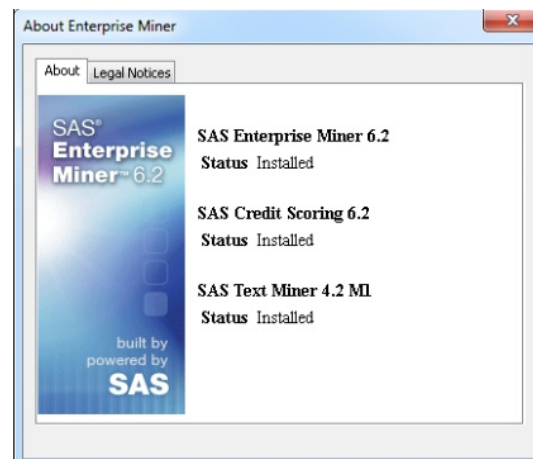 About Enterprise Miner
About
Legal Notices
SAS®
Enterprise
Miner™ 6.2
built by
powered by
SAS
SAS Enterprise Miner 6.2
Status Installed
SAS Credit Scoring 6.2
Status Installed
SAS Text Miner 4.2 M1
Status Installed